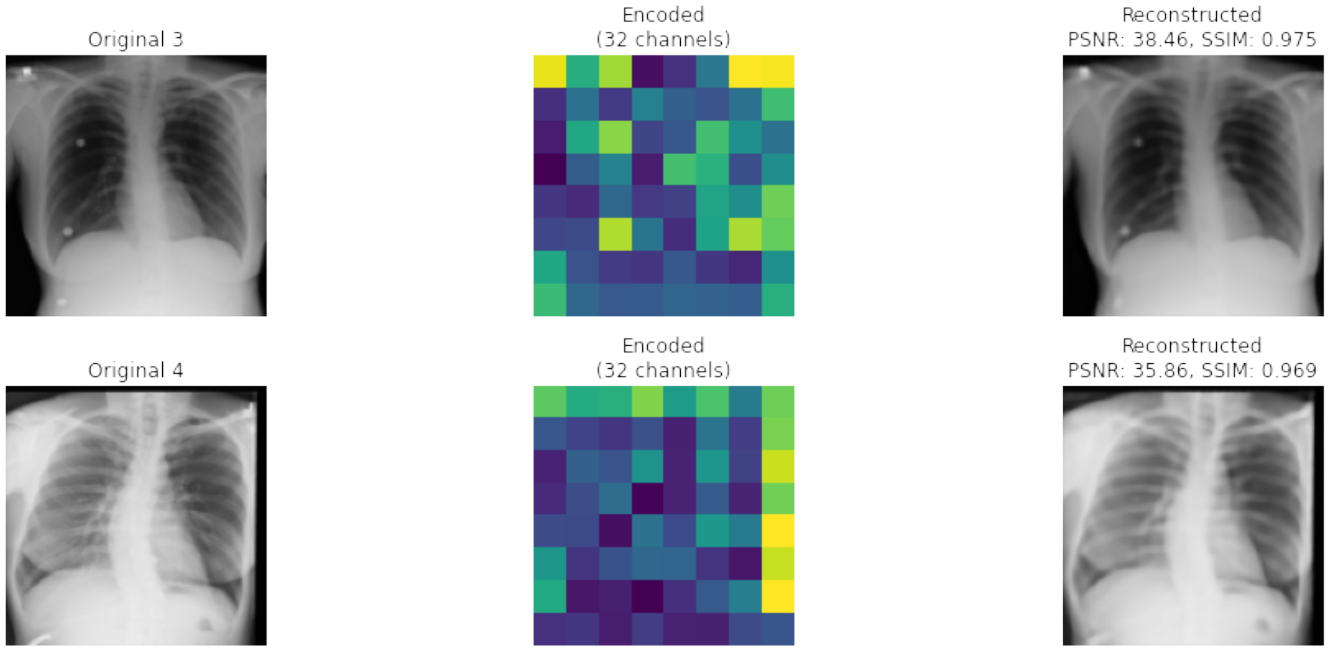 Original 3
Encoded
(32 channels)
Reconstructed
PSNR: 38.46, SSIM: 0.975
Original 4
Encoded
(32 channels)
Reconstructed
PSNR: 35.86, SSIM: 0.969